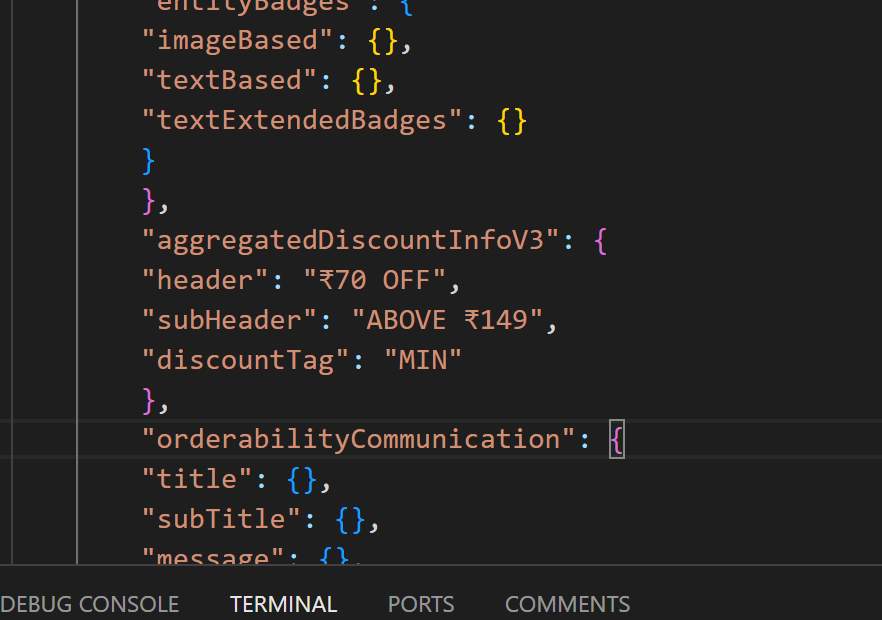 "entityBadges": {
"imageBased": {},
"textBased": {},
"textExtendedBadges": {}
}
},
"aggregatedDiscountInfoV3": {
"header": "₹70 OFF",
"subHeader": "ABOVE ₹149",
"discountTag": "MIN"
},
"orderabilityCommunication": {
"title": {},
"subTitle": {},
"message": {},
DEBUG CONSOLE TERMINAL PORTS COMMENTS